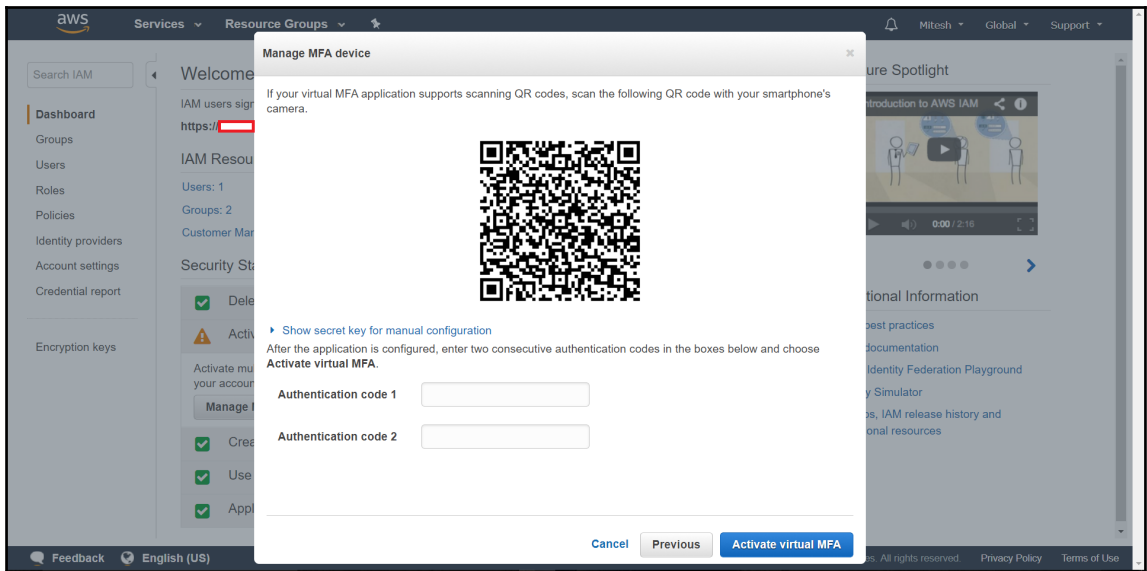 aws
Services
Resource Groups
Mitesh
Global
Support
Search IAM
Dashboard
Groups
Users
Roles
Policies
Identity providers
Account settings
Credential report
Encryption keys
Welcome
IAM users sign
https://
IAM Resou
Users: 1
Groups: 2
Customer Mar
Security Sta
Dele
Activ
Activate mu
your accour
Manage
Crea
Use
Appl
Manage MFA device
If your virtual MFA application supports scanning QR codes, scan the following QR code with your smartphone's
camera.
Show secret key for manual configuration
After the application is configured, enter two consecutive authentication codes in the boxes below and choose
Activate virtual MFA.
Authentication code 1
Authentication code 2
Cancel
Previous
Activate virtual MFA
ure Spotlight
ntroduction to AWS IAM
0:00 / 2:16
tional Information
best practices
documentation
Identity Federation Playground
y Simulator
os, IAM release history and
onal resources
Feedback
English (US)
es. All rights reserved.
Privacy Policy
Terms of Use